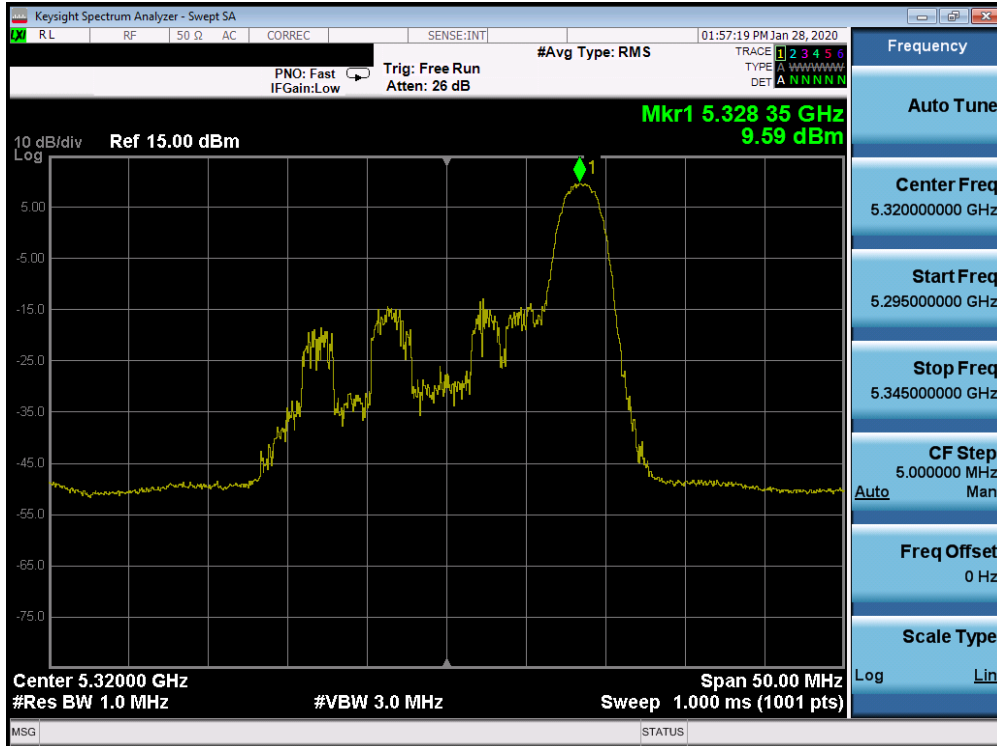 Keysight Spectrum Analyzer - Swept SA
LXI RL RF 50 Ω AC CORREC SENSE:INT 01:57:19 PM Jan 28, 2020
#Avg Type: RMS TRACE 1 2 3 4 5 6
PNO: Fast Trig: Free Run TYPE A WWWWW
IFGain:Low Atten: 26 dB DET A N N N N N
Mkr1 5.328 35 GHz
9.59 dBm
10 dB/div Ref 15.00 dBm
Log
1
5.00
-5.00
-15.0
-25.0
-35.0
-45.0
-55.0
-65.0
-75.0
Center 5.32000 GHz Span 50.00 MHz
#Res BW 1.0 MHz #VBW 3.0 MHz Sweep 1.000 ms (1001 pts)
MSG STATUS
Frequency
Auto Tune
Center Freq
5.320000000 GHz
Start Freq
5.295000000 GHz
Stop Freq
5.345000000 GHz
CF Step
5.000000 MHz
Auto Man
Freq Offset
0 Hz
Scale Type
Log Lin